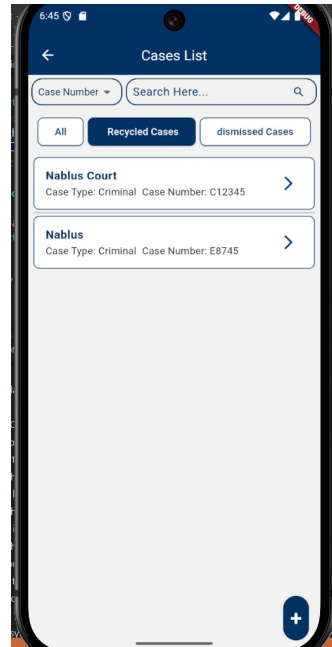 6:45
DEBUG
Cases List
Case Number
Search Here...
All
Recycled Cases
dismissed Cases
Nablus Court
Case Type: Criminal Case Number: C12345
Nablus
Case Type: Criminal Case Number: E8745
+